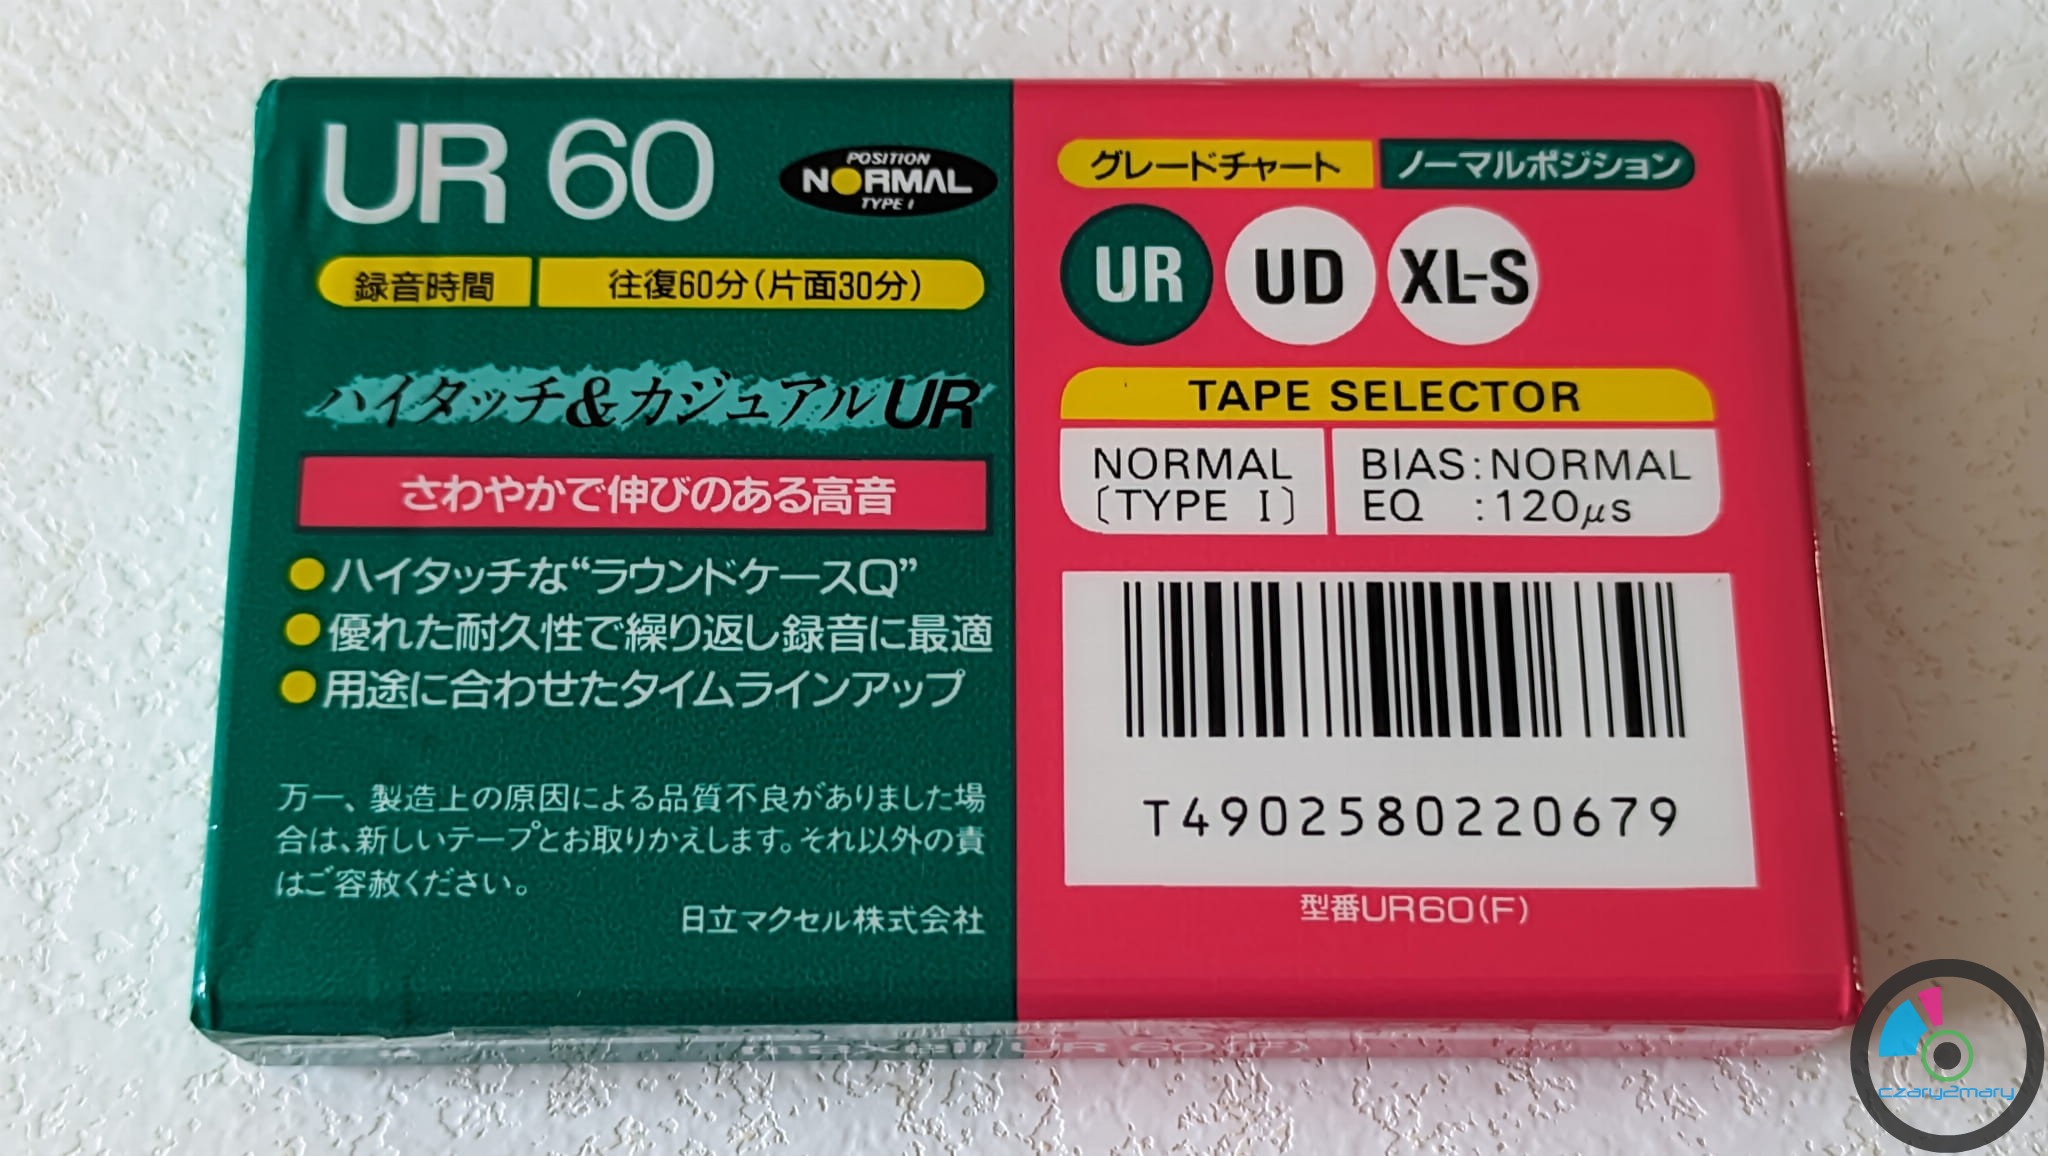 UR 60
POSITION
NORMAL
TYPE I
録音時間 往復60分(片面30分)
ハイタッチ&カジュアルUR
さわやかで伸びのある高音
●ハイタッチな“ラウンドケースQ”
●優れた耐久性で繰り返し録音に最適
●用途に合わせたタイムラインアップ
万一、製造上の原因による品質不良がありました場
合は、新しいテープとお取りかえします。それ以外の責
はご容赦ください。
日立マクセル株式会社
グレードチャート ノーマルポジション
UR UD XL-S
TAPE SELECTOR
NORMAL
〔TYPE I〕
BIAS:NORMAL
EQ :120μs
T4902580220679
型番UR60(F)
maxell UR 60(F)
czary2mary